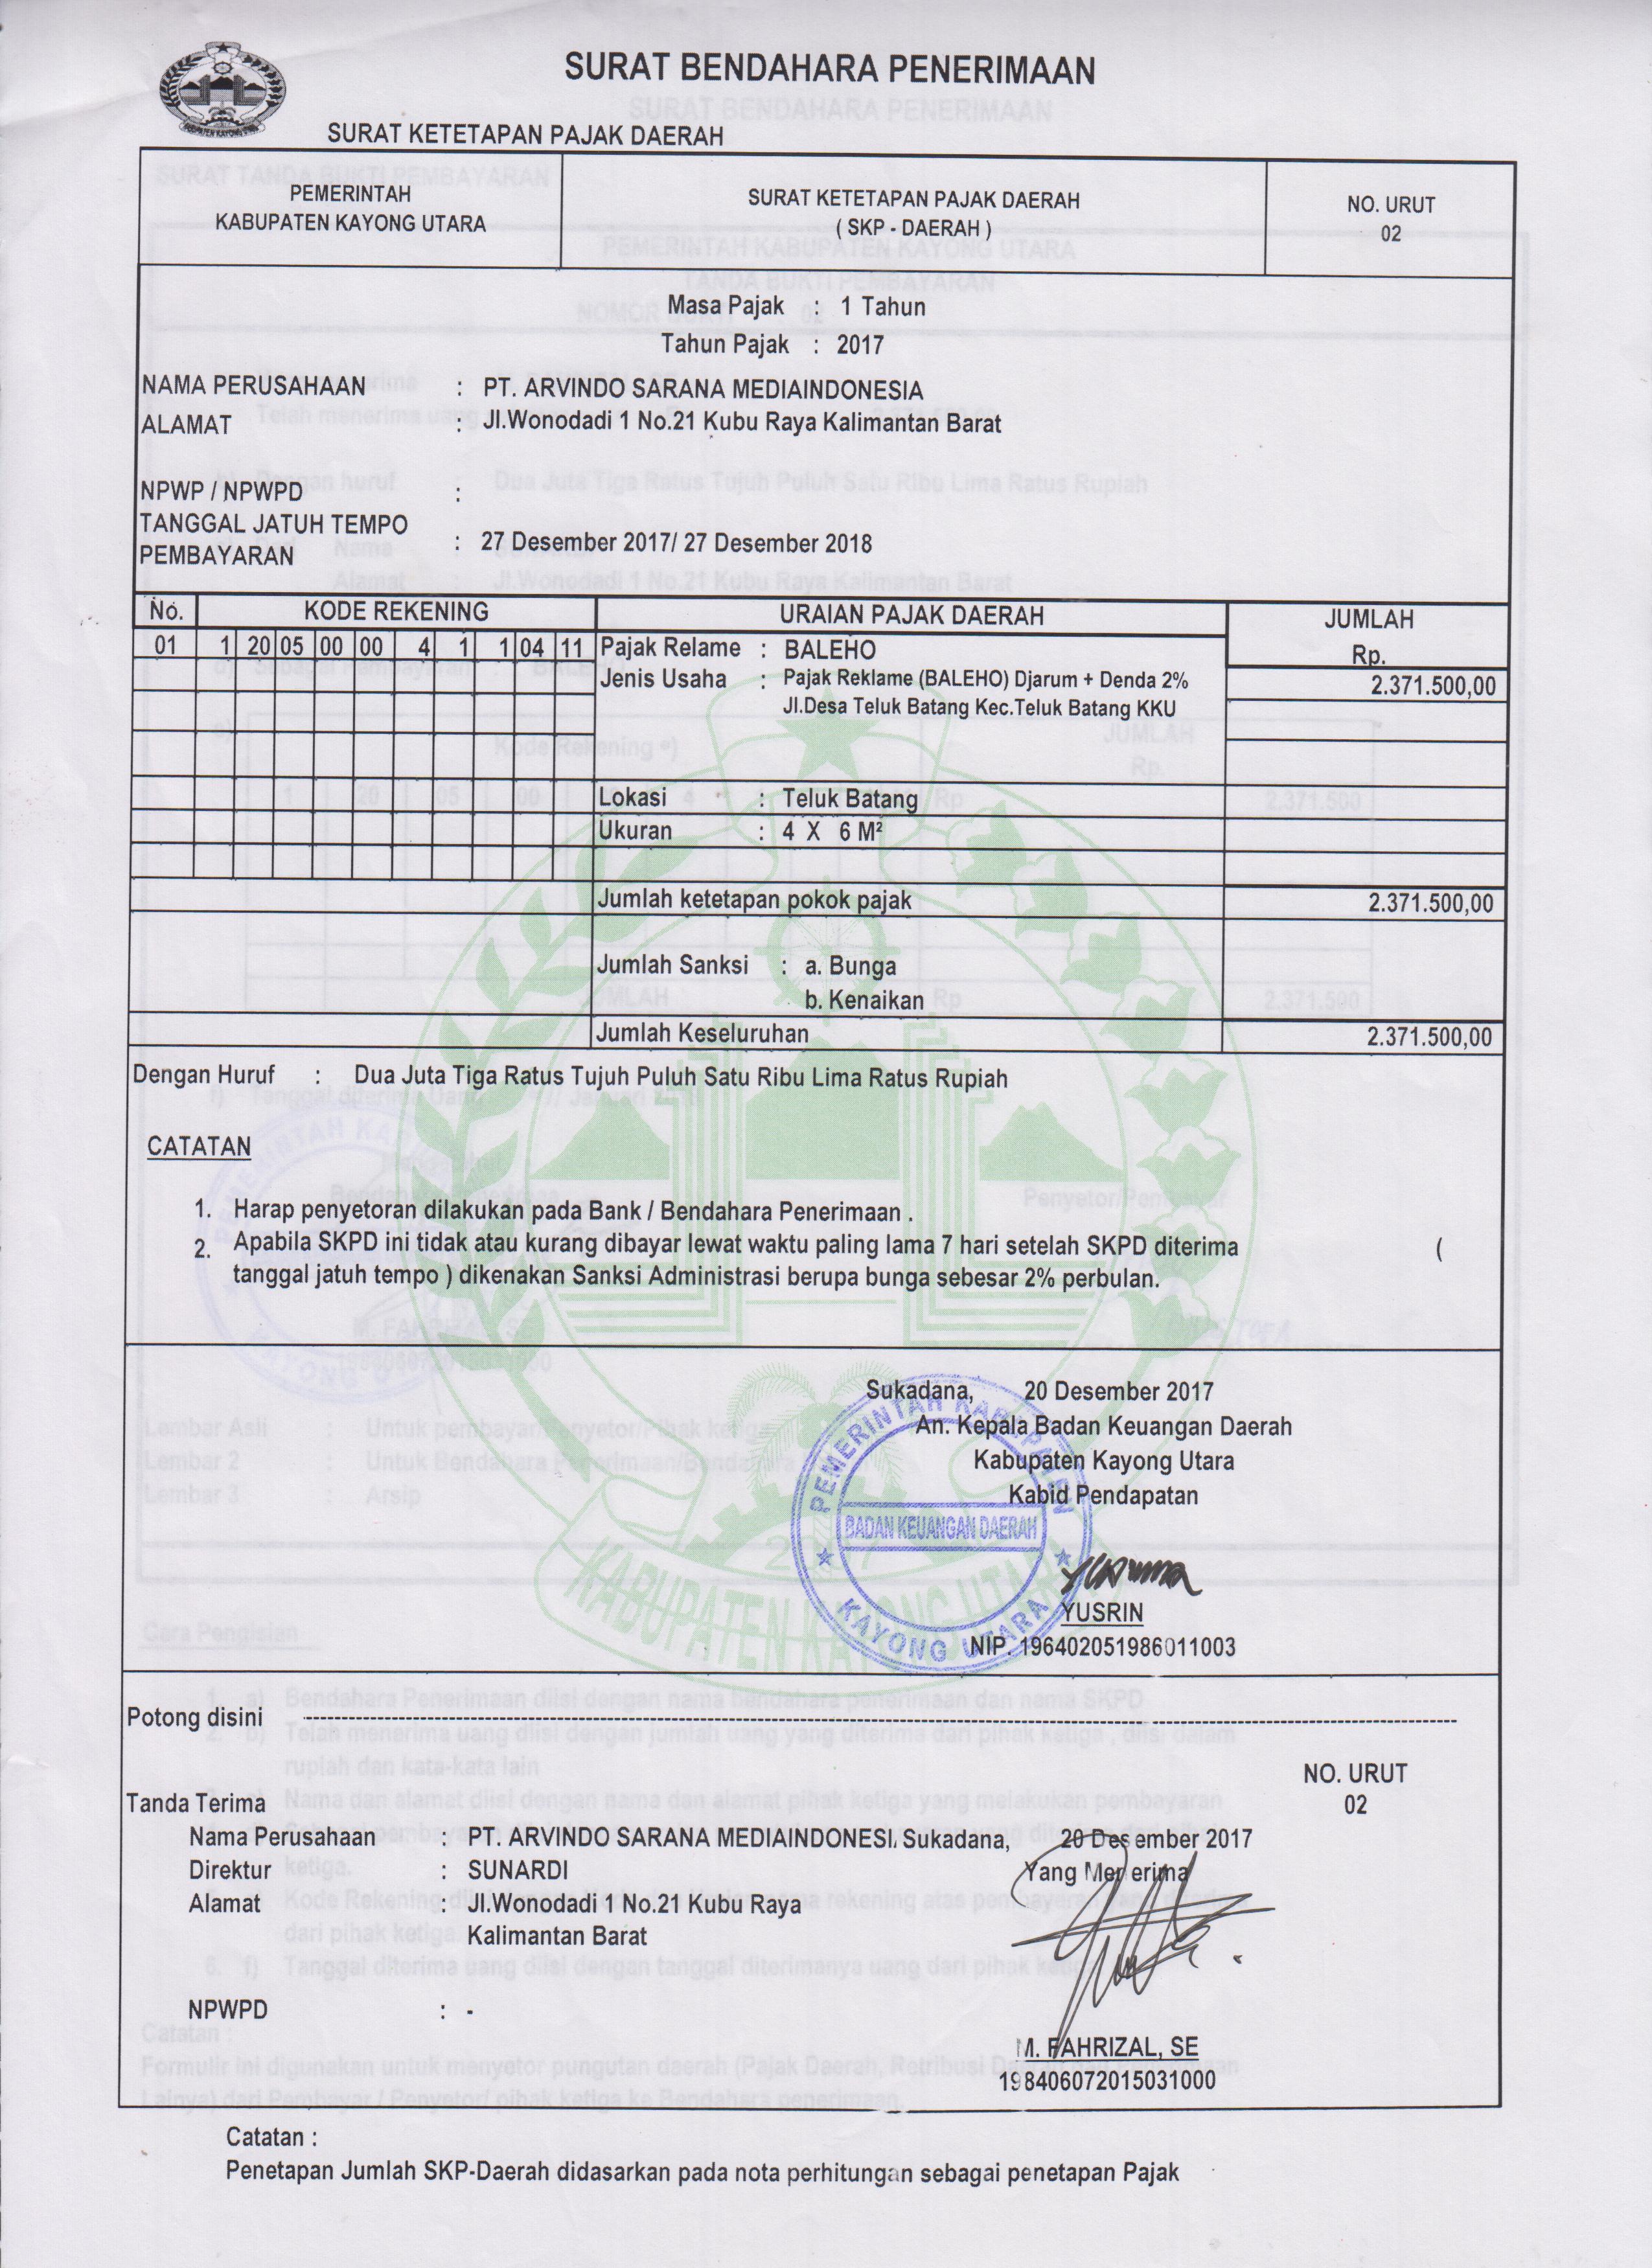 SURAT BENDAHARA PENERIMAAN
KABUPATEN KAYONG UTARA
SURAT KETETAPAN PAJAK DAERAH
PEMERINTAH
KABUPATEN KAYONG UTARA
SURAT KETETAPAN PAJAK DAERAH
( SKP - DAERAH )
NO. URUT
02
Masa Pajak : 1 Tahun
Tahun Pajak : 2017
NAMA PERUSAHAAN : PT. ARVINDO SARANA MEDIAINDONESIA
ALAMAT : Jl.Wonodadi 1 No.21 Kubu Raya Kalimantan Barat
NPWP / NPWPD :
TANGGAL JATUH TEMPO
PEMBAYARAN : 27 Desember 2017/ 27 Desember 2018
No. KODE REKENING URAIAN PAJAK DAERAH JUMLAH
Rp.
01 1 20 05 00 00 4 1 1 04 11 Pajak Relame : BALEHO
Jenis Usaha : Pajak Reklame (BALEHO) Djarum + Denda 2% 2.371.500,00
Jl.Desa Teluk Batang Kec.Teluk Batang KKU
Lokasi : Teluk Batang
Ukuran : 4 X 6 M²
Jumlah ketetapan pokok pajak 2.371.500,00
Jumlah Sanksi : a. Bunga
b. Kenaikan
Jumlah Keseluruhan 2.371.500,00
Dengan Huruf : Dua Juta Tiga Ratus Tujuh Puluh Satu Ribu Lima Ratus Rupiah
CATATAN
1. Harap penyetoran dilakukan pada Bank / Bendahara Penerimaan .
2. Apabila SKPD ini tidak atau kurang dibayar lewat waktu paling lama 7 hari setelah SKPD diterima (
tanggal jatuh tempo ) dikenakan Sanksi Administrasi berupa bunga sebesar 2% perbulan.
Sukadana, 20 Desember 2017
An. Kepala Badan Keuangan Daerah
Kabupaten Kayong Utara
Kabid Pendapatan
PEMERINTAH KABUPATEN
BADAN KEUANGAN DAERAH
KAYONG UTARA
KABUPATEN KAYONG UTARA
YUSRIN
NIP. 196402051986011003
Potong disini
NO. URUT
02
Tanda Terima
Nama Perusahaan : PT. ARVINDO SARANA MEDIAINDONESI. Sukadana, 20 Desember 2017
Direktur : SUNARDI Yang Menerima
Alamat : Jl.Wonodadi 1 No.21 Kubu Raya
Kalimantan Barat
NPWPD : -
M. FAHRIZAL, SE
198406072015031000
Catatan :
Penetapan Jumlah SKP-Daerah didasarkan pada nota perhitungan sebagai penetapan Pajak